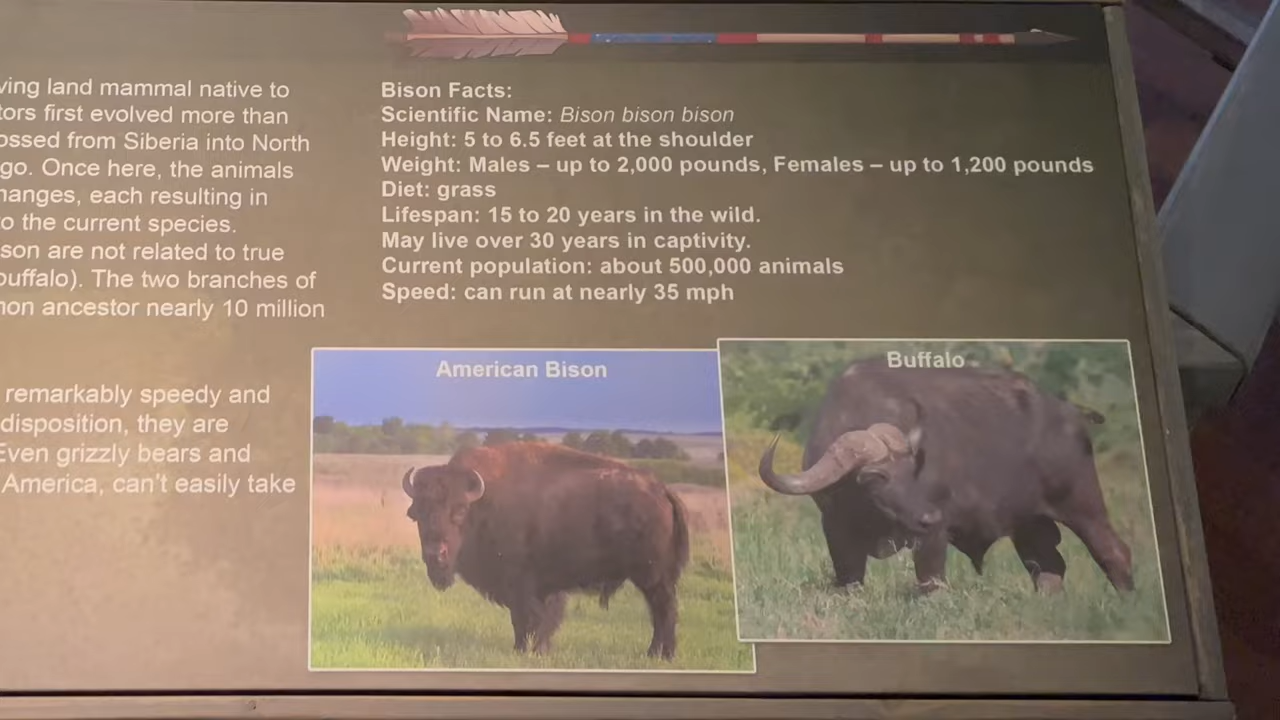 ving land mammal native to
tors first evolved more than
ossed from Siberia into North
go. Once here, the animals
hanges, each resulting in
o the current species.
son are not related to true
buffalo). The two branches of
mon ancestor nearly 10 million
remarkably speedy and
disposition, they are
Even grizzly bears and
America, can't easily take
Bison Facts:
Scientific Name: Bison bison bison
Height: 5 to 6.5 feet at the shoulder
Weight: Males – up to 2,000 pounds, Females – up to 1,200 pounds
Diet: grass
Lifespan: 15 to 20 years in the wild.
May live over 30 years in captivity.
Current population: about 500,000 animals
Speed: can run at nearly 35 mph
American Bison
Buffalo